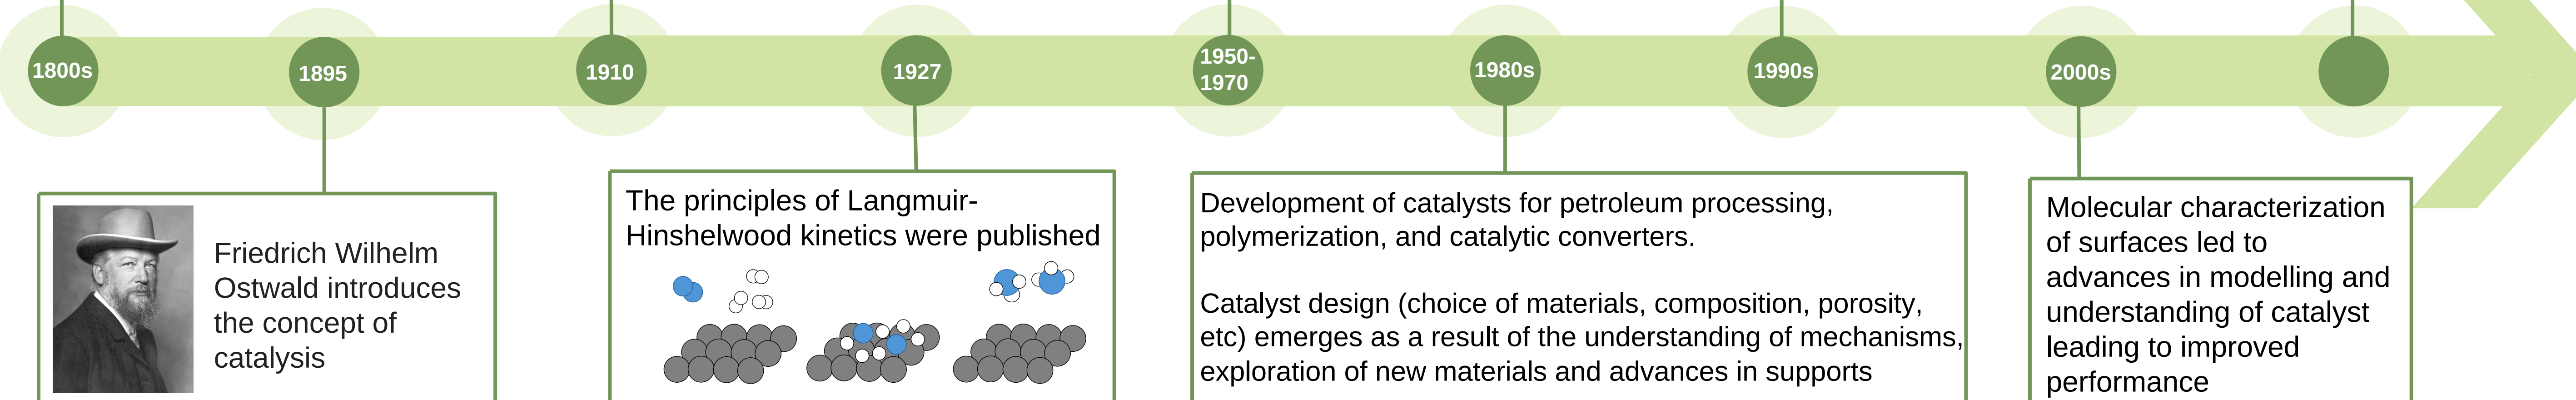 1800s
1895
1910
1927
1950-
1970
1980s
1990s
2000s
Friedrich Wilhelm
Ostwald introduces
the concept of
catalysis
The principles of Langmuir-
Hinshelwood kinetics were published
Development of catalysts for petroleum processing,
polymerization, and catalytic converters.
Catalyst design (choice of materials, composition, porosity,
etc) emerges as a result of the understanding of mechanisms,
exploration of new materials and advances in supports
Molecular characterization
of surfaces led to
advances in modelling and
understanding of catalyst
leading to improved
performance